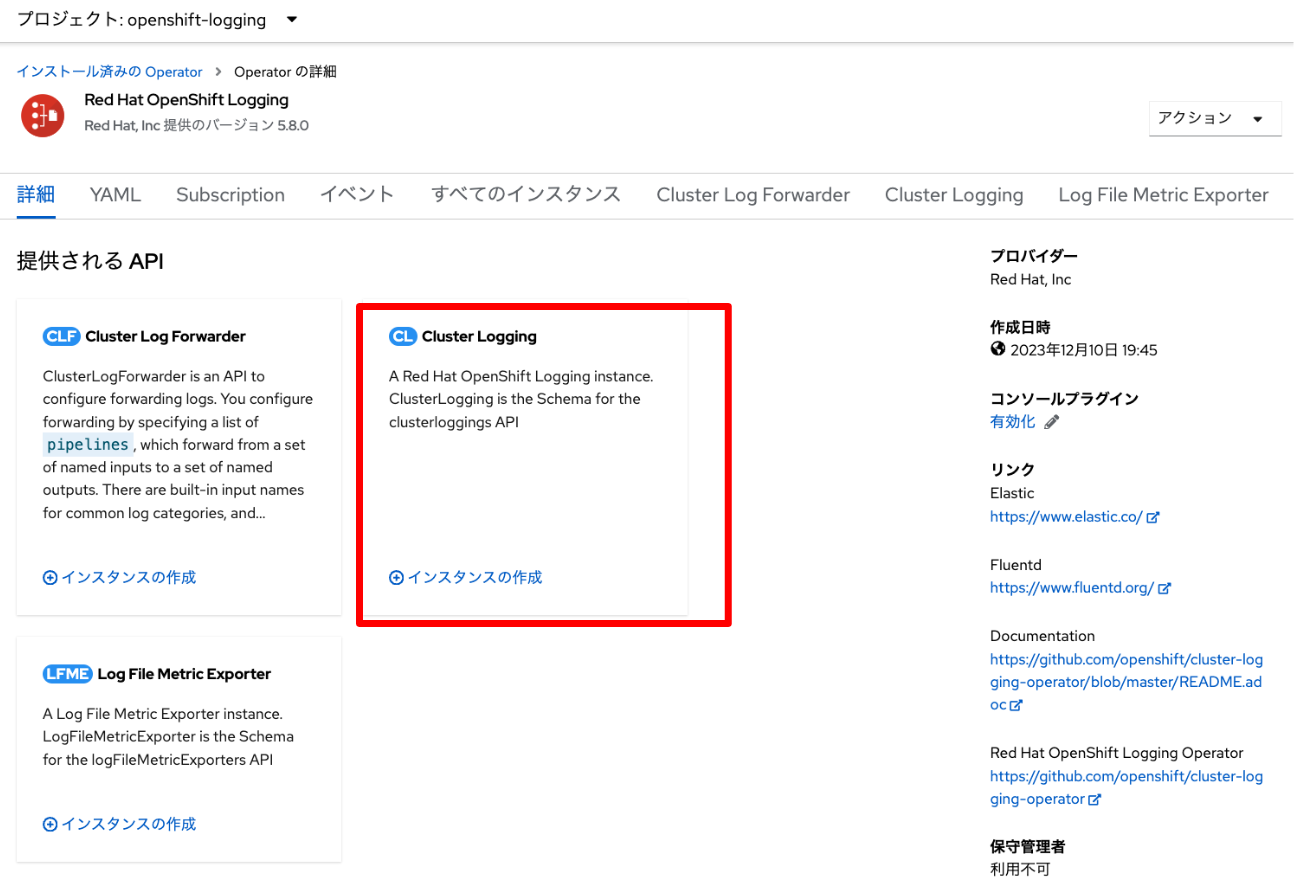 プロジェクト: openshift-logging
インストール済みの Operator > Operator の詳細
Red Hat OpenShift Logging
Red Hat, Inc 提供のバージョン 5.8.0
アクション
詳細 YAML Subscription イベント すべてのインスタンス Cluster Log Forwarder Cluster Logging Log File Metric Exporter
提供される API
CLF Cluster Log Forwarder
ClusterLogForwarder is an API to
configure forwarding logs. You configure
forwarding by specifying a list of
pipelines, which forward from a set
of named inputs to a set of named
outputs. There are built-in input names
for common log categories, and...
インスタンスの作成
CL Cluster Logging
A Red Hat OpenShift Logging instance.
ClusterLogging is the Schema for the
clusterloggings API
インスタンスの作成
LFME Log File Metric Exporter
A Log File Metric Exporter instance.
LogFileMetricExporter is the Schema
for the logFileMetricExporters API
インスタンスの作成
プロバイダー
Red Hat, Inc
作成日時
2023年12月10日 19:45
コンソールプラグイン
有効化
リンク
Elastic
https://www.elastic.co/
Fluentd
https://www.fluentd.org/
Documentation
https://github.com/openshift/cluster-log
ging-operator/blob/master/README.ad
oc
Red Hat OpenShift Logging Operator
https://github.com/openshift/cluster-log
ging-operator
保守管理者
利用不可